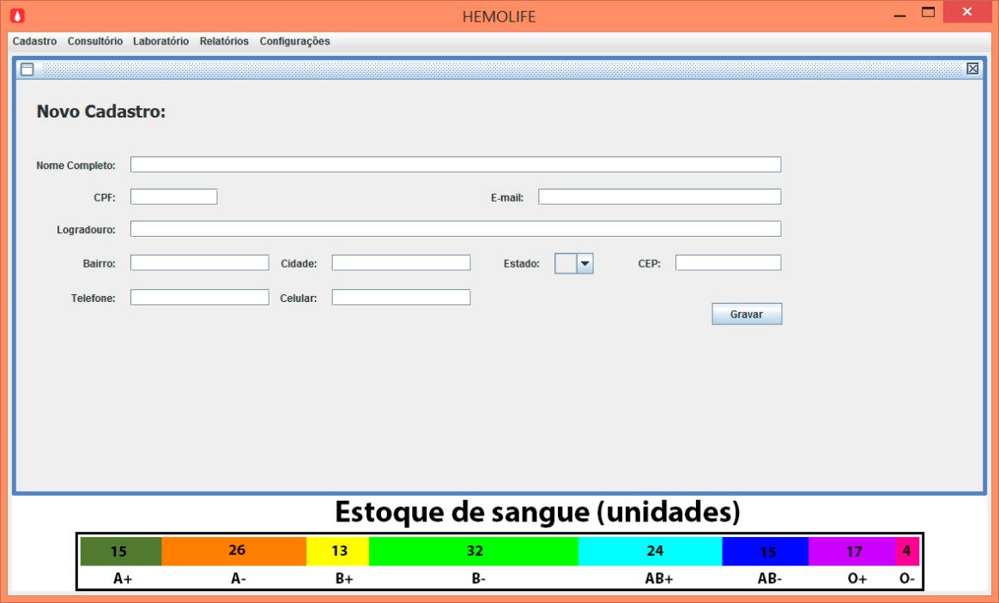 HEMOLIFE
Cadastro Consultório Laboratório Relatórios Configurações
Novo Cadastro:
Nome Completo:
CPF: E-mail:
Logradouro:
Bairro: Cidade: Estado: CEP:
Telefone: Celular:
Gravar
Estoque de sangue (unidades)
15 26 13 32 24 15 17 4
A+ A- B+ B- AB+ AB- O+ O-